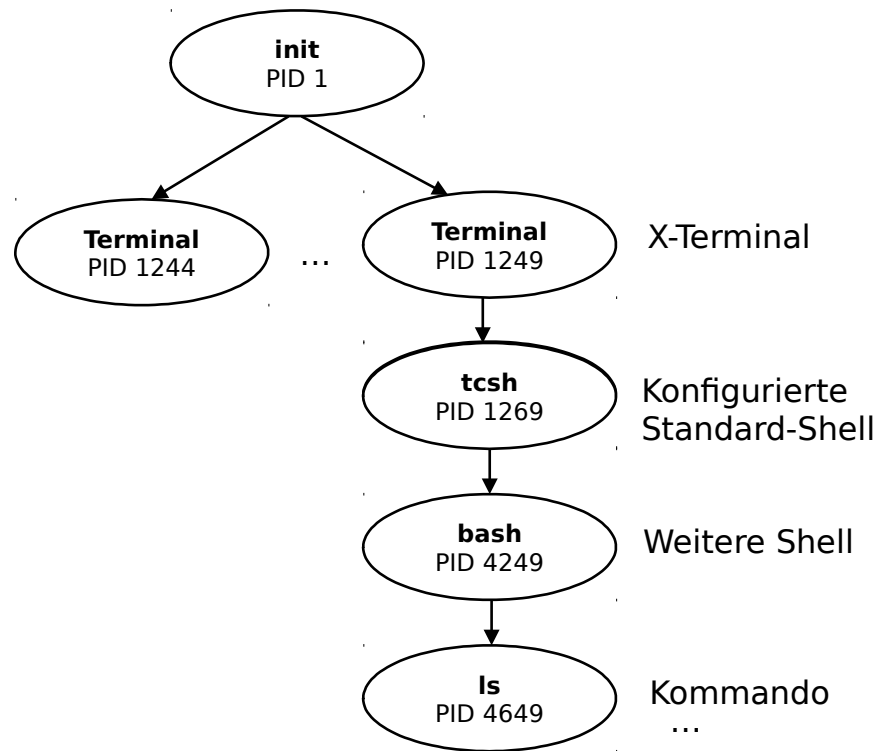 init
PID 1
Terminal
PID 1244
...
Terminal
PID 1249
X-Terminal
tcsh
PID 1269
Konfigurierte
Standard-Shell
bash
PID 4249
Weitere Shell
ls
PID 4649
Kommando
...